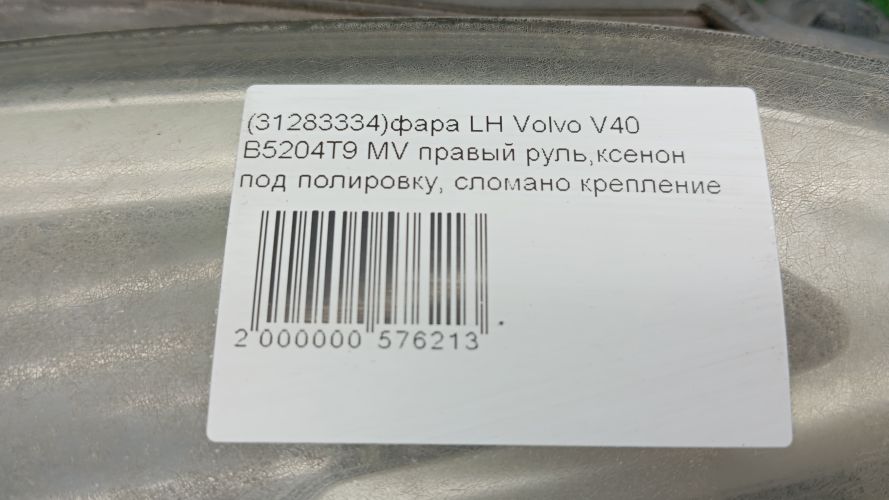 (31283334)фара LH Volvo V40
B5204T9 MV правый руль,ксенон
под полировку, сломано крепление
2 000000 576213